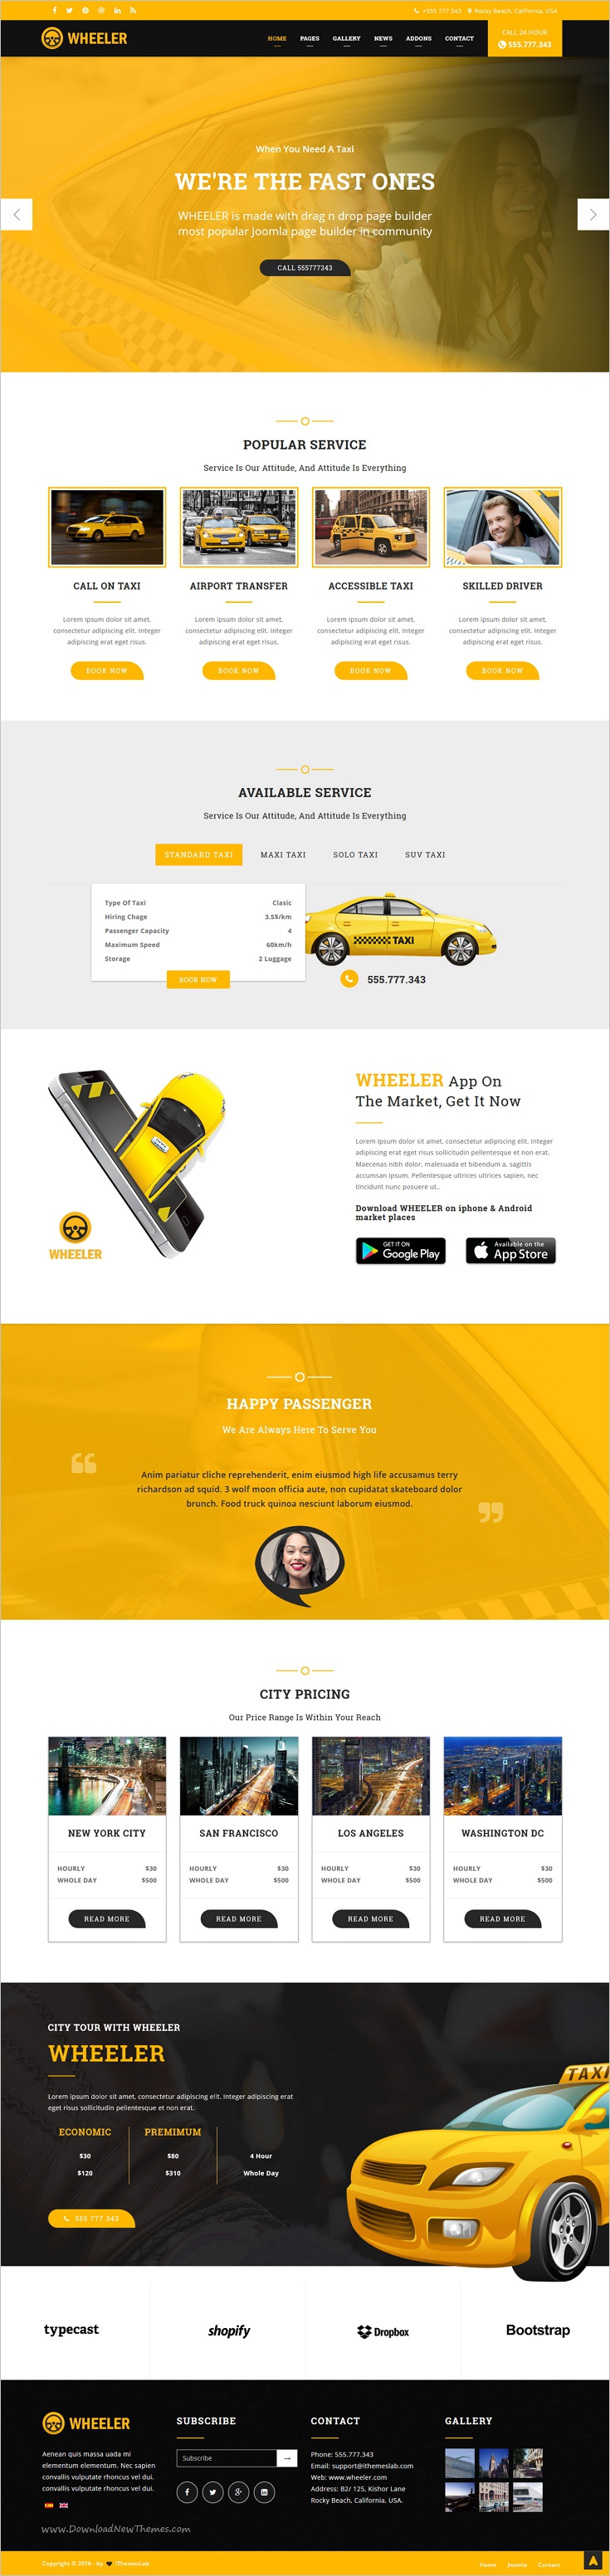 +555 777 343 Rocky Beach, California, USA
WHEELER
HOME PAGES GALLERY NEWS ADDONS CONTACT
CALL 24 HOUR
555.777.343
When You Need A Taxi
WE'RE THE FAST ONES
WHEELER is made with drag n drop page builder
most popular Joomla page builder in community
CALL 555777343
POPULAR SERVICE
Service Is Our Attitude, And Attitude Is Everything
CALL ON TAXI
Lorem ipsum dolor sit amet,
consectetur adipiscing elit. Integer
adipiscing erat eget risus.
BOOK NOW
AIRPORT TRANSFER
Lorem ipsum dolor sit amet,
consectetur adipiscing elit. Integer
adipiscing erat eget risus.
BOOK NOW
ACCESSIBLE TAXI
Lorem ipsum dolor sit amet,
consectetur adipiscing elit. Integer
adipiscing erat eget risus.
BOOK NOW
SKILLED DRIVER
Lorem ipsum dolor sit amet,
consectetur adipiscing elit. Integer
adipiscing erat eget risus.
BOOK NOW
AVAILABLE SERVICE
Service Is Our Attitude, And Attitude Is Everything
STANDARD TAXI MAXI TAXI SOLO TAXI SUV TAXI
Type Of Taxi Clasic
Hiring Chage 3.5$/km
Passenger Capacity 4
Maximum Speed 60km/h
Storage 2 Luggage
BOOK NOW
TAXI
555.777.343
WHEELER
WHEELER App On
The Market, Get It Now
Lorem ipsum dolor sit amet, consectetur adipiscing elit. Integer
adipiscing erat eget risus sollicitudin pellentesque et non erat.
Maecenas nibh dolor, malesuada et bibendum a, sagittis
accumsan ipsum. Pellentesque ultrices ultrices sapien, nec
tincidunt nunc posuere ut..
Download WHEELER on iphone & Android
market places
GET IT ON
Google Play
Available on the
App Store
HAPPY PASSENGER
We Are Always Here To Serve You
Anim pariatur cliche reprehenderit, enim eiusmod high life accusamus terry
richardson ad squid. 3 wolf moon officia aute, non cupidatat skateboard dolor
brunch. Food truck quinoa nesciunt laborum eiusmod.
CITY PRICING
Our Price Range Is Within Your Reach
NEW YORK CITY
HOURLY $30
WHOLE DAY $500
READ MORE
SAN FRANCISCO
HOURLY $30
WHOLE DAY $500
READ MORE
LOS ANGELES
HOURLY $30
WHOLE DAY $500
READ MORE
WASHINGTON DC
HOURLY $30
WHOLE DAY $500
READ MORE
CITY TOUR WITH WHEELER
WHEELER
Lorem ipsum dolor sit amet, consectetur adipiscing elit. Integer adipiscing erat
eget risus sollicitudin pellentesque et non erat.
ECONOMIC PREMIMUM
$30 $80 4 Hour
$120 $310 Whole Day
555 777 343
TAXI
typecast
shopify
Dropbox
Bootstrap
WHEELER
Aenean quis massa uada mi
elementum elementum. Nec sapien
convallis vulputate rhoncus vel dui.
convallis vulputate rhoncus vel dui.
SUBSCRIBE
Subscribe
CONTACT
Phone: 555.777.343
Email: support@ithemeslab.com
Web: www.wheeler.com
Address: B2/ 125, Kishor Lane
Rocky Beach, California, USA.
GALLERY
www.DownloadNewThemes.com
Copyright © 2016 - by iThemesLab
Home Joomla Contact